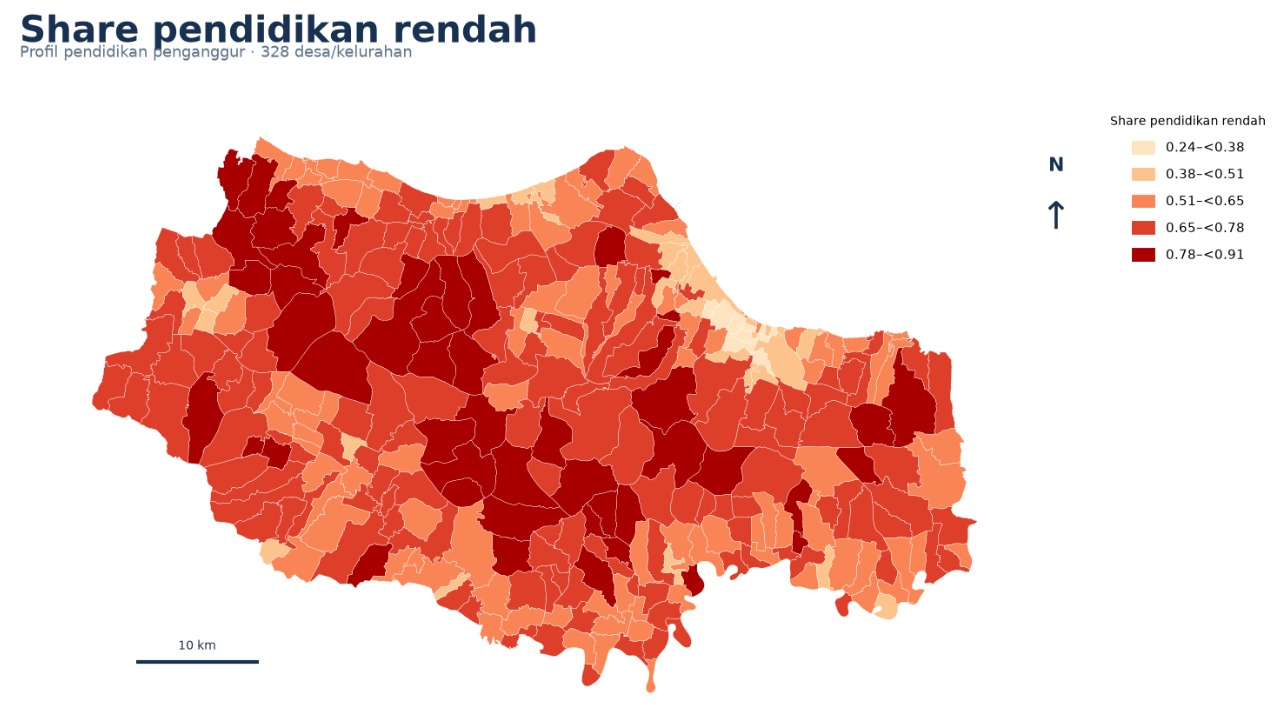 Share pendidikan rendah
Profil pendidikan penganggur · 328 desa/kelurahan
Share pendidikan rendah
0.24–<0.38
0.38–<0.51
0.51–<0.65
0.65–<0.78
0.78–<0.91
N
↑
10 km